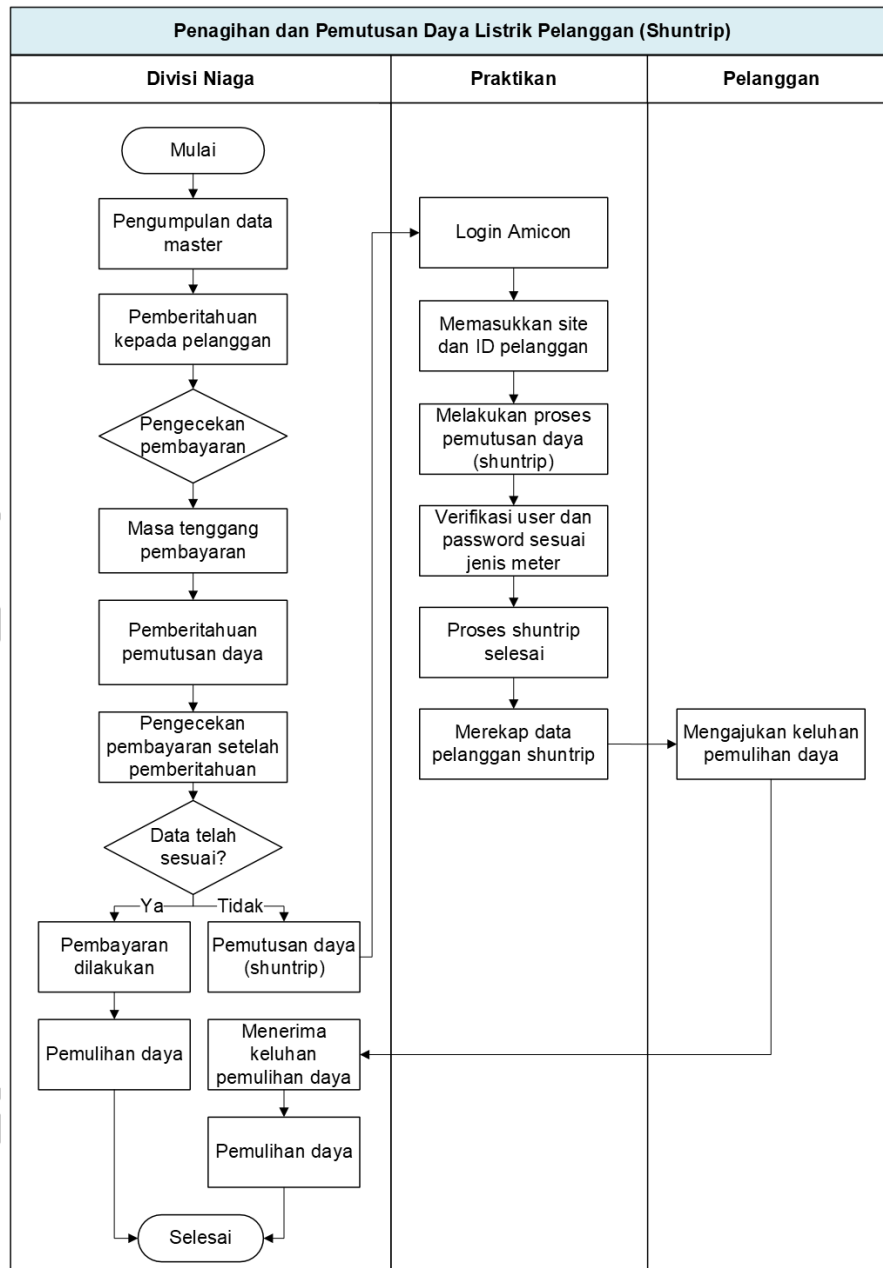 Penagihan dan Pemutusan Daya Listrik Pelanggan (Shuntrip)
Divisi Niaga
Praktikan
Pelanggan
Mulai
Pengumpulan data
master
Pemberitahuan
kepada pelanggan
Pengecekan
pembayaran
Masa tenggang
pembayaran
Pemberitahuan
pemutusan daya
Pengecekan
pembayaran setelah
pemberitahuan
Data telah
sesuai?
Ya
Tidak
Pembayaran
dilakukan
Pemutusan daya
(shuntrip)
Login Amicon
Memasukkan site
dan ID pelanggan
Melakukan proses
pemutusan daya
(shuntrip)
Verifikasi user dan
password sesuai
jenis meter
Proses shuntrip
selesai
Merekap data
pelanggan shuntrip
Mengajukan keluhan
pemulihan daya
Pemulihan daya
Menerima
keluhan
pemulihan daya
Pemulihan daya
Selesai